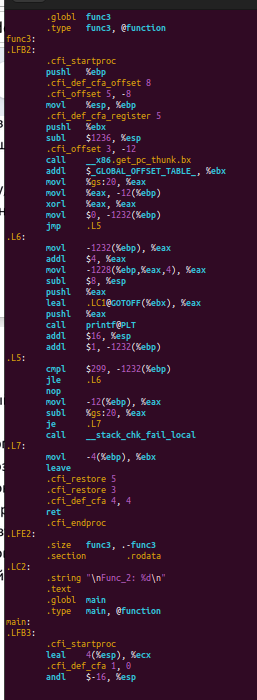 .globl func3
.type func3, @function
func3:
.LFB2:
.cfi_startproc
pushl %ebp
.cfi_def_cfa_offset 8
.cfi_offset 5, -8
movl %esp, %ebp
.cfi_def_cfa_register 5
pushl %ebx
subl $1236, %esp
.cfi_offset 3, -12
call __x86.get_pc_thunk.bx
addl $_GLOBAL_OFFSET_TABLE_, %ebx
movl %gs:20, %eax
movl %eax, -12(%ebp)
xorl %eax, %eax
movl $0, -1232(%ebp)
jmp .L5
.L6:
movl -1232(%ebp), %eax
addl $4, %eax
movl -1228(%ebp,%eax,4), %eax
subl $8, %esp
pushl %eax
leal .LC1@GOTOFF(%ebx), %eax
pushl %eax
call printf@PLT
addl $16, %esp
addl $1, -1232(%ebp)
.L5:
cmpl $299, -1232(%ebp)
jle .L6
nop
movl -12(%ebp), %eax
subl %gs:20, %eax
je .L7
call __stack_chk_fail_local
.L7:
movl -4(%ebp), %ebx
leave
.cfi_restore 5
.cfi_restore 3
.cfi_def_cfa 4, 4
ret
.cfi_endproc
.LFE2:
.size func3, .-func3
.section .rodata
.LC2:
.string "\nFunc_2: %d\n"
.text
.globl main
.type main, @function
main:
.LFB3:
.cfi_startproc
leal 4(%esp), %ecx
.cfi_def_cfa 1, 0
andl $-16, %esp